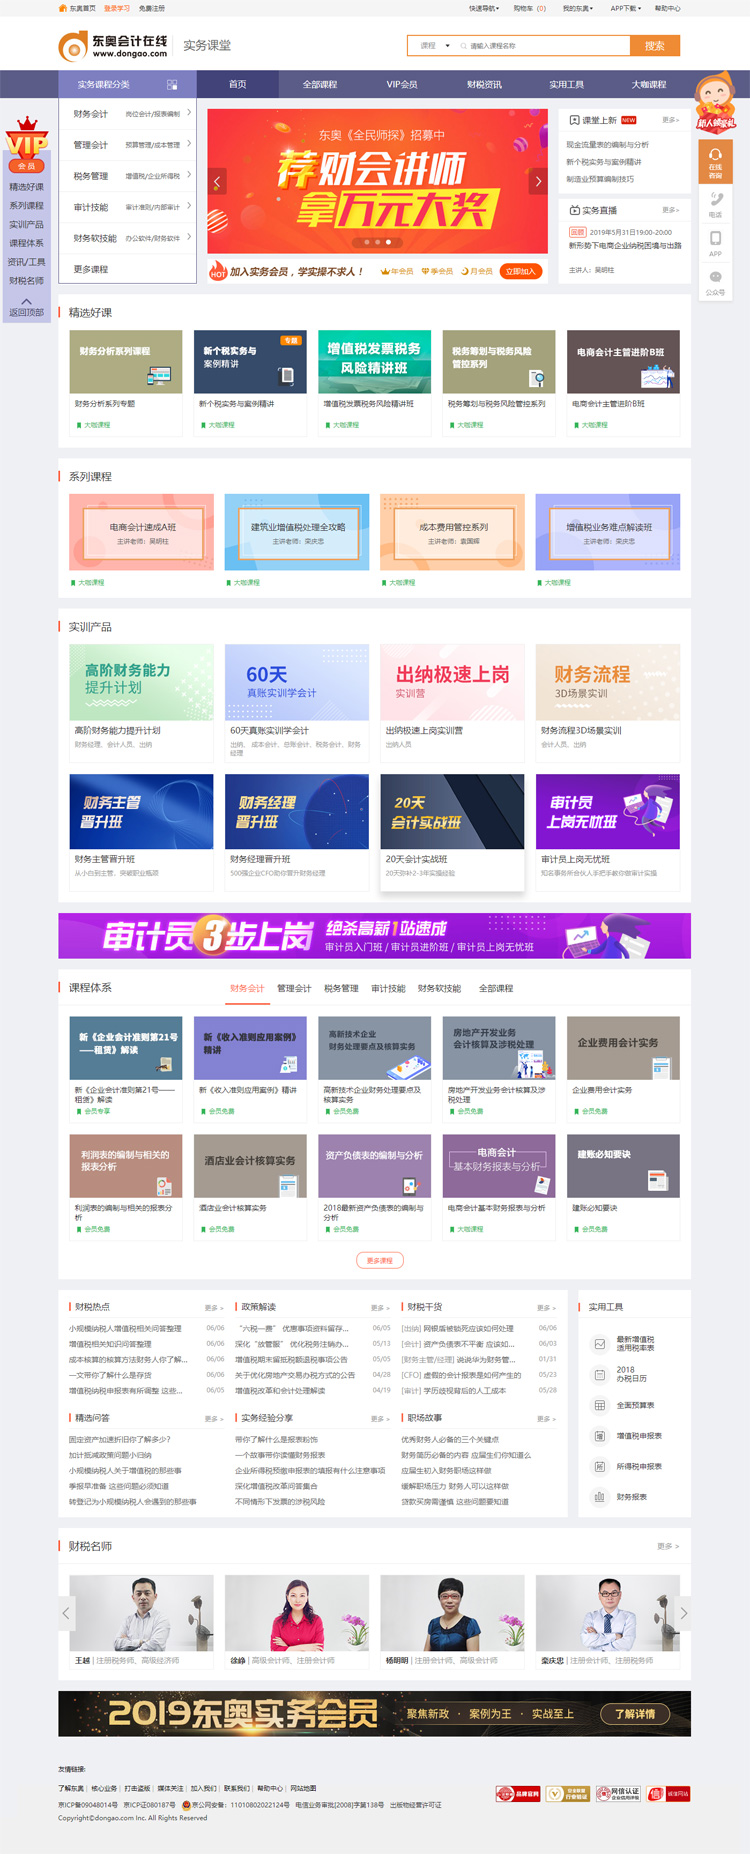 东奥首页 登录学习 免费注册 快速导航 购物车（0） 我的东奥 APP下载 帮助中心
东奥会计在线
www.dongao.com
实务课堂
课程 请输入课程名称 搜索
实务课程分类 首页 全部课程 VIP会员 财税资讯 实用工具 大咖课程
财务会计 岗位会计/报表编制
管理会计 预算管理/成本管理
税务管理 增值税/企业所得税
审计技能 审计准则/内部审计
财务软技能 办公软件/财务软件
更多课程
东奥《全民师探》招募中
荐财会讲师
拿万元大奖
HOT 加入实务会员，学实操不求人！ 年会员 季会员 月会员 立即加入
课堂上新 NEW 更多>
现金流量表的编制与分析
新个税实务与案例精讲
制造业预算编制技巧
实务直播 更多>
回顾 2019年5月31日19:00-20:00
新形势下电商企业纳税困境与出路
主讲人：吴明柱
VIP
会员
精选好课
系列课程
实训产品
课程体系
资讯/工具
财税名师
返回顶部
新人领豪礼
在线
咨询
电话
APP
公众号
精选好课
财务分析系列课程
新个税实务与
案例精讲
专题
增值税发票税务
风险精讲班
税务筹划与税务风险
管控系列
电商会计主管进阶B班
财务分析系列专题 新个税实务与案例精讲 增值税发票税务风险精讲班 税务筹划与税务风险管控系列 电商会计主管进阶B班
大咖课程 大咖课程 大咖课程 大咖课程 大咖课程
系列课程
电商会计速成A班 建筑业增值税处理全攻略 成本费用管控系列 增值税业务难点解读班
主讲老师：吴明柱 主讲老师：栾庆忠 主讲老师：袁国辉 主讲老师：栾庆忠
大咖课程 大咖课程 大咖课程 大咖课程
实训产品
高阶财务能力
提升计划
60天
真账实训学会计
出纳极速上岗
实训营
财务流程
3D场景实训
高阶财务能力提升计划 60天真账实训学会计 出纳极速上岗实训营 财务流程3D场景实训
财务经理、会计人员、出纳 出纳、成本会计、总账会计、税务会计、财务经理 出纳人员 会计人员、出纳
财务主管
晋升班
财务经理
晋升班
20天
会计实战班
审计员
上岗无忧班
财务主管晋升班 财务经理晋升班 20天会计实战班 审计员上岗无忧班
从小白到主管，突破职业瓶颈 500强企业CFO助你晋升财务经理 20天弥补2-3年实操经验 知名事务所合伙人手把手教你做审计实操
审计员3步上岗 绝杀高薪1站速成
审计员入门班 / 审计员进阶班 / 审计员上岗无忧班
课程体系 财务会计 管理会计 税务管理 审计技能 财务软技能 全部课程
新《企业会计准则第21号
——租赁》解读
新《收入准则应用案例》
精讲
高新技术企业
财务处理要点及核算实务
房地产开发业务
会计核算及涉税处理
企业费用会计实务
新《企业会计准则第21号——租赁》解读 新《收入准则应用案例》精讲 高新技术企业财务处理要点及核算实务 房地产开发业务会计核算及涉税处理 企业费用会计实务
会员专享 会员免费 会员免费 会员免费 会员免费
利润表的编制与相关的
报表分析
酒店业会计核算实务
资产负债表的编制与分析
电商会计
基本财务报表与分析
建账必知要诀
利润表的编制与相关的报表分析 酒店业会计核算实务 2018最新资产负债表的编制与分析 电商会计基本财务报表与分析 建账必知要诀
会员免费 会员免费 会员免费 大咖课程 会员免费
更多课程
财税热点 更多 >
小规模纳税人增值税相关问答整理 06/06
增值税相关知识问答整理 06/06
成本核算的核算方法财务人你了解... 06/06
一文带你了解什么是存货 06/06
增值税纳税申报表有所调整 这些... 06/05
政策解读 更多 >
“六税一费” 优惠事项资料留存... 06/05
深化“放管服” 优化税务注销办... 05/13
增值税期末留抵税额退税事项公告 05/05
关于优化房地产交易办税方式的公告 04/28
增值税改革和会计处理解读 04/19
财税干货 更多 >
[出纳] 网银盾被锁死应该如何处理 06/06
[会计] 资产负债表不平衡 应该如... 06/03
[财务主管/经理] 说说华为财务管... 01/31
[CFO] 虚假的会计报表是如何产生的 05/23
[审计] 学历歧视背后的人工成本 05/28
精选问答 更多 >
固定资产加速折旧你了解多少？
加计抵减政策问题小归纳
小规模纳税人关于增值税的那些事
季报早准备 这些问题必须知道
转登记为小规模纳税人会遇到的那些事
实务经验分享 更多 >
带你了解什么是报表粉饰
一个故事带你读懂财务报表
企业所得税预缴申报表的填报有什么注意事项
深化增值税改革问答集合
不同情形下发票的涉税风险
职场故事 更多 >
优秀财务人必备的三个关键点
财务简历必备的内容 应届生们你知道么
应届生初入财务职场这样做
缓解职场压力 财务人可以这样做
贷款买房需谨慎 这些问题要知道
实用工具
最新增值税
适用税率表
2018
办税日历
全面预算表
增值税申报表
所得税申报表
财务报表
财税名师 更多 >
王越 | 注册税务师、高级经济师 徐峥 | 高级会计师、注册会计师 杨明明 | 注册会计师、高级会计师 栾庆忠 | 注册会计师、注册税务师
2019东奥实务会员 聚焦新政 · 案例为王 · 实战至上 了解详情
友情链接:
了解东奥 | 核心业务 | 打击盗版 | 媒体关注 | 加入我们 | 联系我们 | 帮助中心 | 网站地图
京ICP备09048014号 京ICP证080187号 京公网安备：11010802022124号 电信业务审批[2008]字第138号 出版物经营许可证
Copyright©dongao.com Inc. All Rights Reserved
品牌官网 行业验证 网信认证 诚信网站